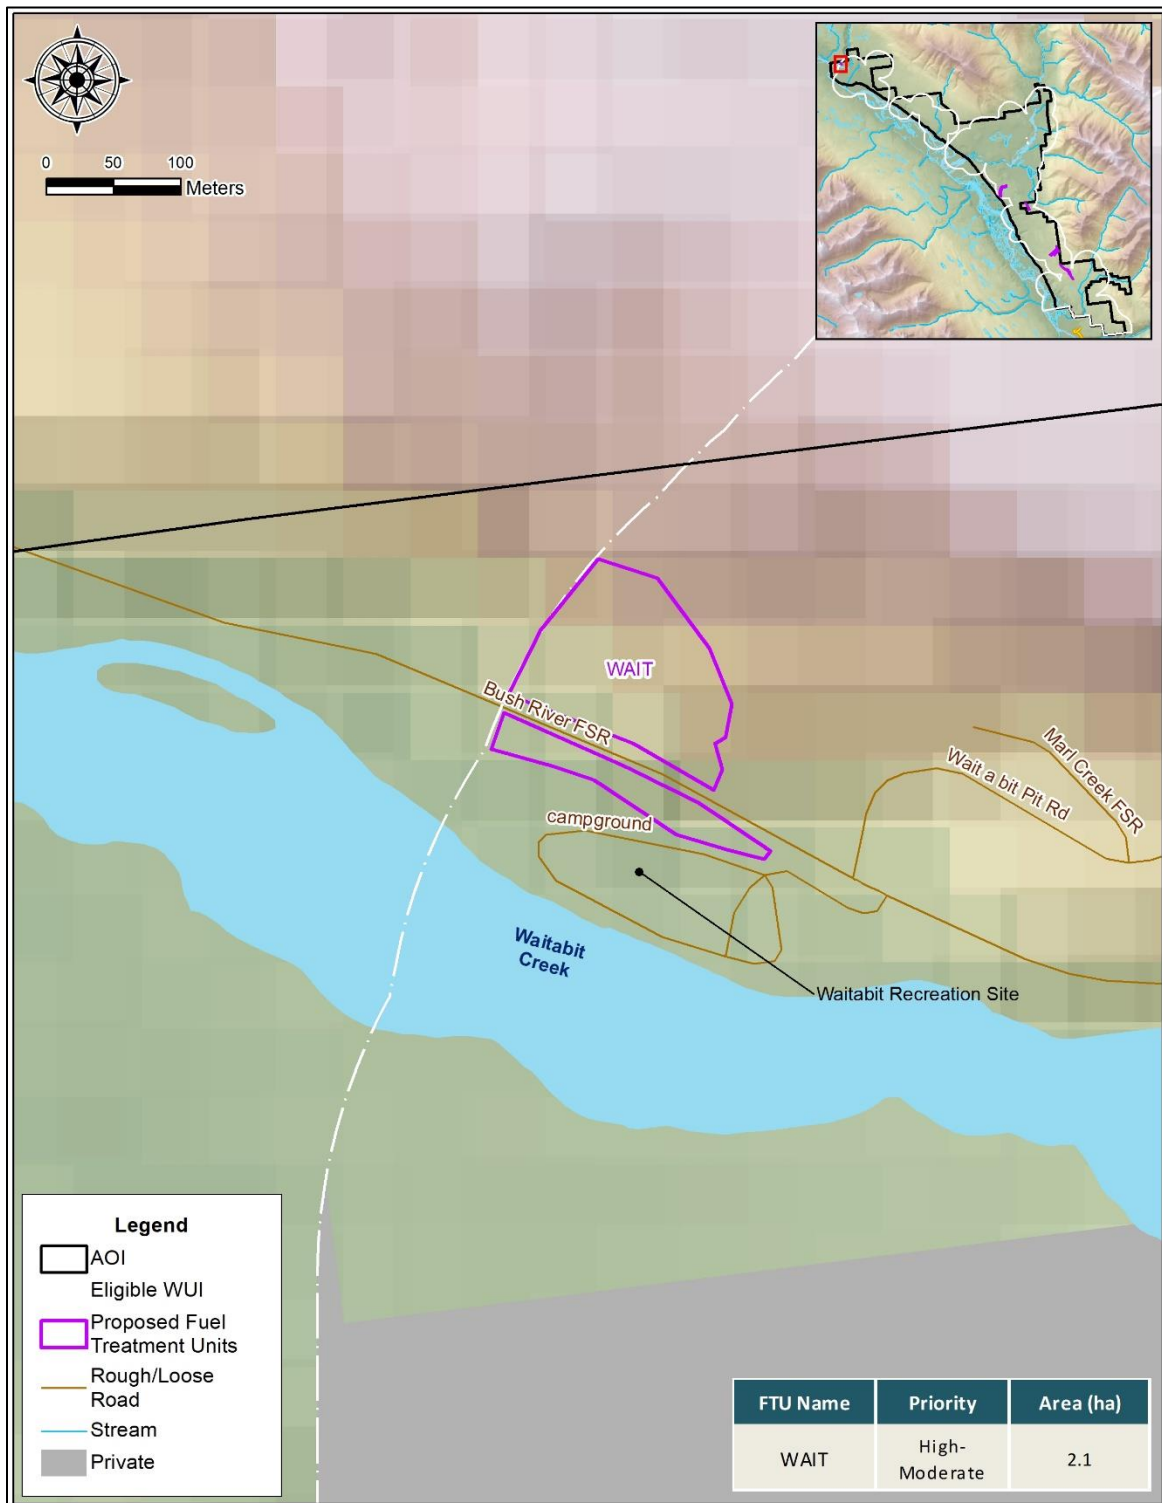 0 50 100
Meters
WAIT
Bush River FSR
Marl Creek FSR
Wait a bit Pit Rd
campground
Waitabit
Creek
Waitabit Recreation Site
Legend
AOI
Eligible WUI
Proposed Fuel
Treatment Units
Rough/Loose
Road
Stream
Private
FTU Name Priority Area (ha)
WAIT High-
Moderate 2.1